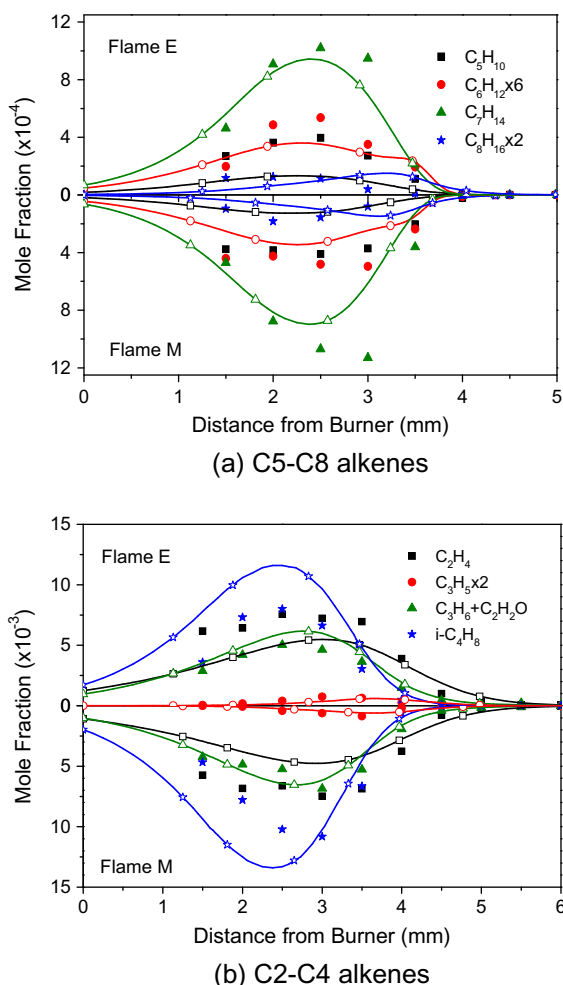 Mole Fraction (x10⁻⁴)
12
8
4
0
4
8
12
Flame E
C₅H₁₀
C₆H₁₂x6
C₇H₁₄
C₈H₁₆x2
Flame M
0 1 2 3 4 5
Distance from Burner (mm)
(a) C5-C8 alkenes
Mole Fraction (x10⁻³)
15
10
5
0
5
10
15
Flame E
C₂H₄
C₃H₅x2
C₃H₆+C₂H₂O
i-C₄H₈
Flame M
0 1 2 3 4 5 6
Distance from Burner (mm)
(b) C2-C4 alkenes